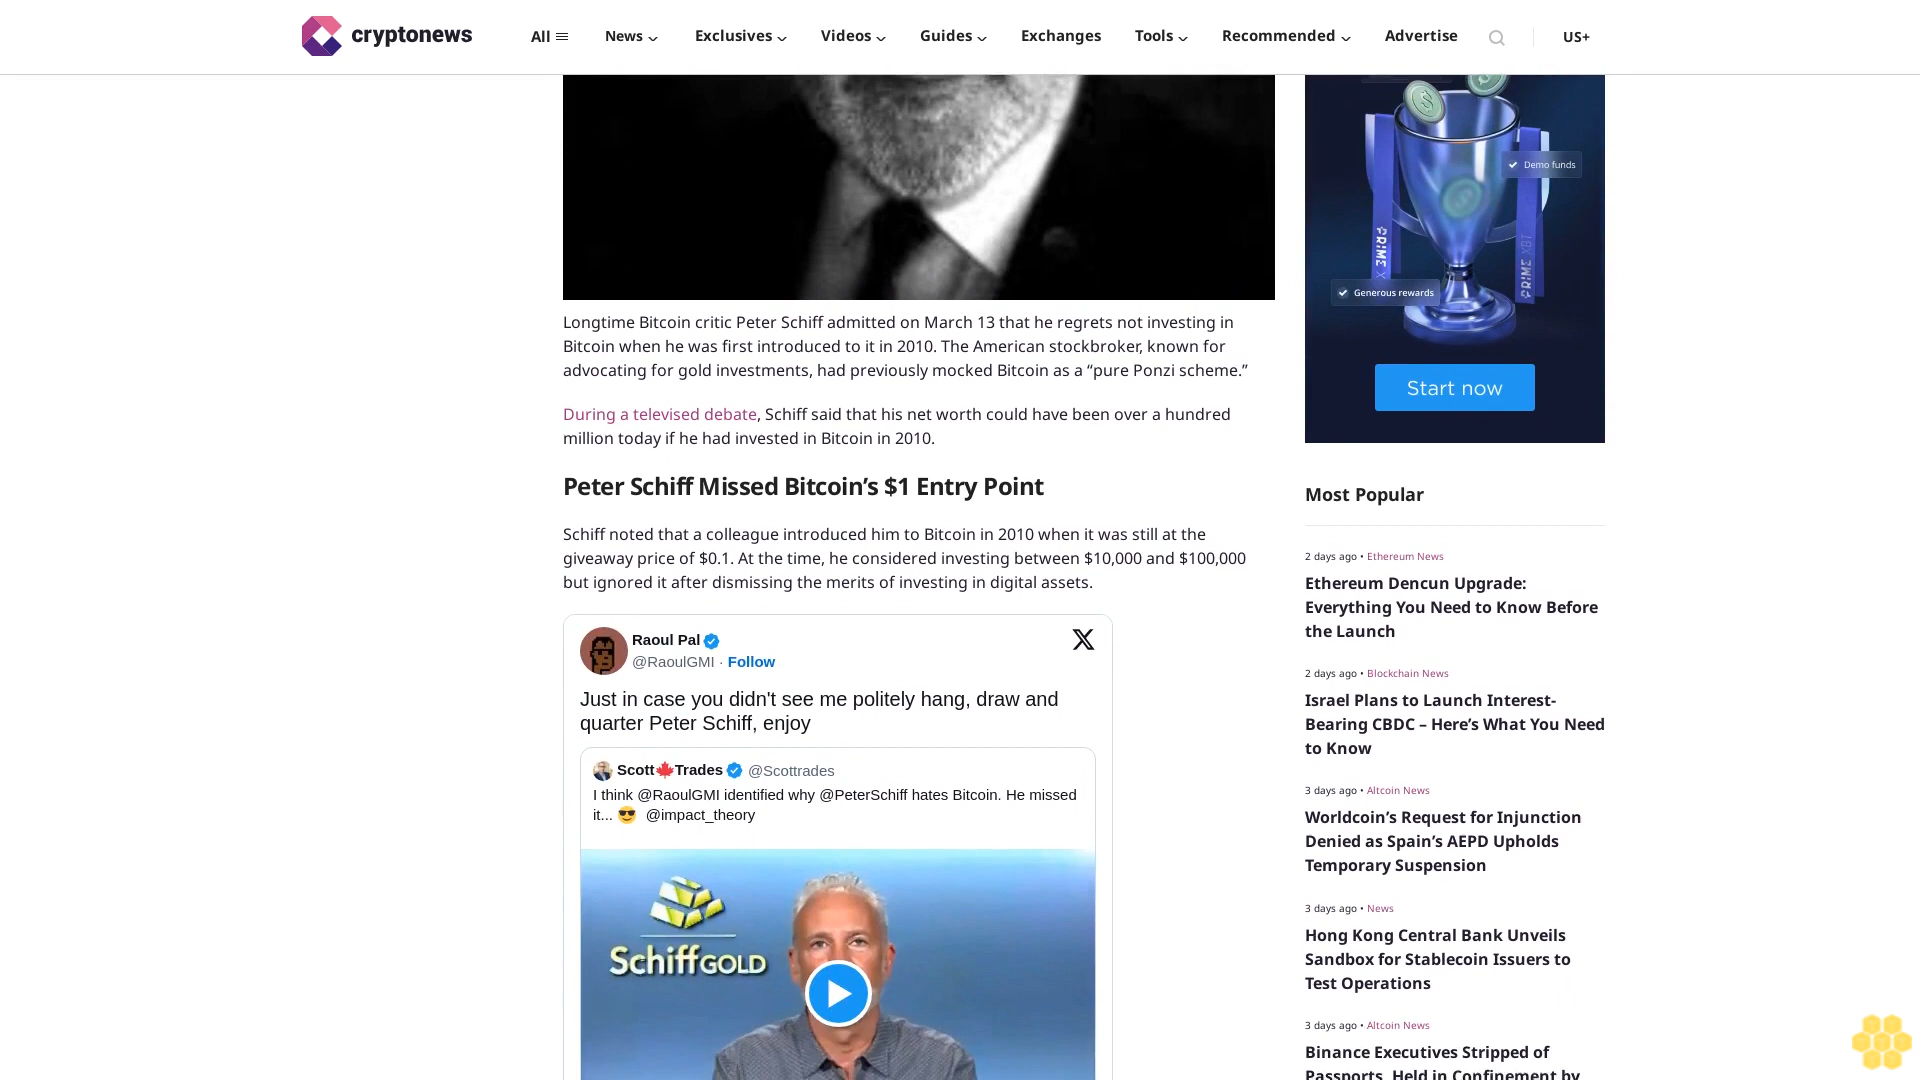 cryptonews
All
News
Exclusives
Videos
Guides
Exchanges
Tools
Recommended
Advertise
US+
Longtime Bitcoin critic Peter Schiff admitted on March 13 that he regrets not investing in
Bitcoin when he was first introduced to it in 2010. The American stockbroker, known for
advocating for gold investments, had previously mocked Bitcoin as a “pure Ponzi scheme.”
During a televised debate, Schiff said that his net worth could have been over a hundred
million today if he had invested in Bitcoin in 2010.
Peter Schiff Missed Bitcoin’s $1 Entry Point
Schiff noted that a colleague introduced him to Bitcoin in 2010 when it was still at the
giveaway price of $0.1. At the time, he considered investing between $10,000 and $100,000
but ignored it after dismissing the merits of investing in digital assets.
Raoul Pal
@RaoulGMI · Follow
Just in case you didn't see me politely hang, draw and
quarter Peter Schiff, enjoy
Scott🍁Trades @Scottrades
I think @RaoulGMI identified why @PeterSchiff hates Bitcoin. He missed
it... 😎 @impact_theory
SchiffGOLD
Demo funds
PRIME X
PRIME XBT
Generous rewards
Start now
Most Popular
2 days ago • Ethereum News
Ethereum Dencun Upgrade:
Everything You Need to Know Before
the Launch
2 days ago • Blockchain News
Israel Plans to Launch Interest-
Bearing CBDC – Here’s What You Need
to Know
3 days ago • Altcoin News
Worldcoin’s Request for Injunction
Denied as Spain’s AEPD Upholds
Temporary Suspension
3 days ago • News
Hong Kong Central Bank Unveils
Sandbox for Stablecoin Issuers to
Test Operations
3 days ago • Altcoin News
Binance Executives Stripped of
Passports, Held in Confinement by